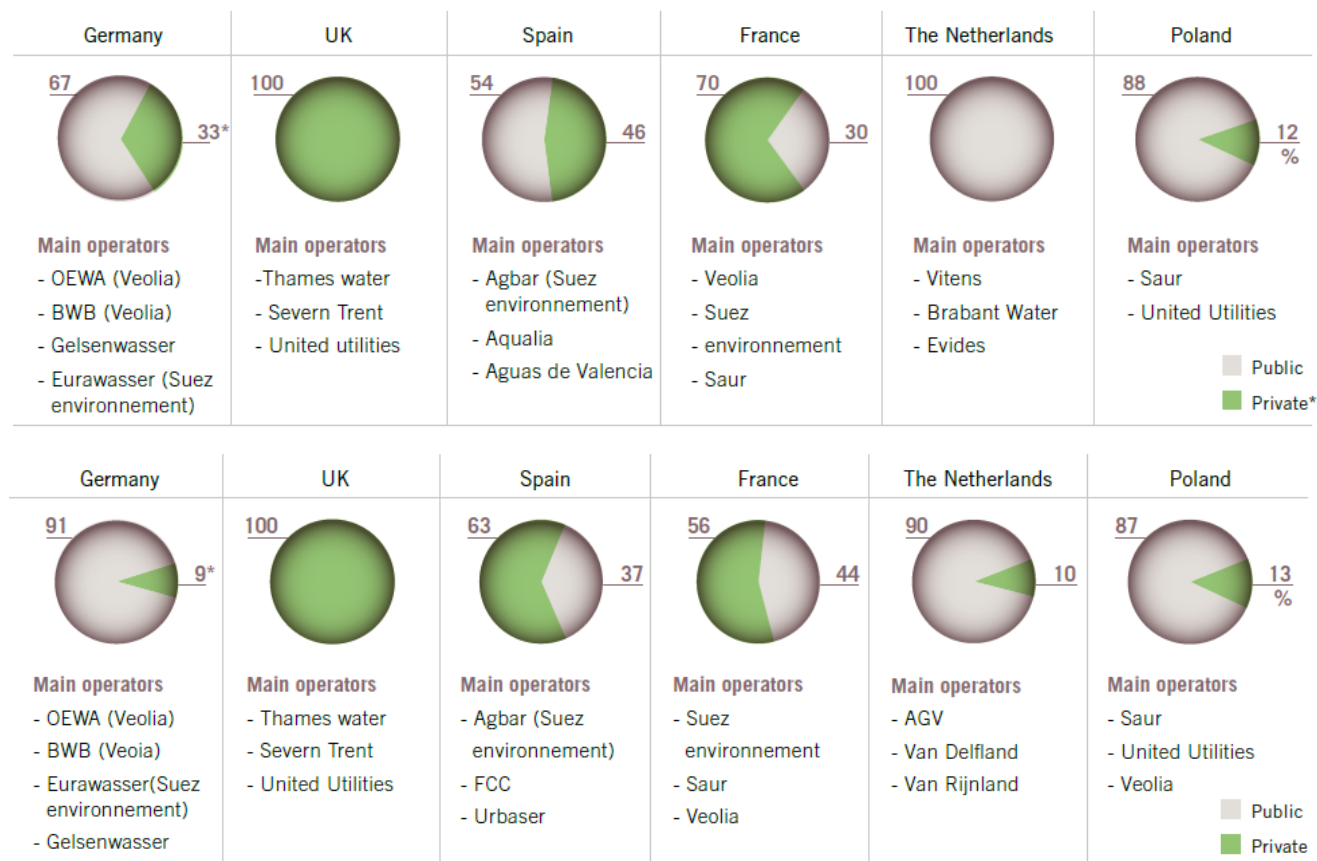 Germany
UK
Spain
France
The Netherlands
Poland
67
33*
100
54
46
70
30
100
88
12
%
Main operators
- OEWA (Veolia)
- BWB (Veolia)
- Gelsenwasser
- Eurawasser (Suez
environnement)
Main operators
-Thames water
- Severn Trent
- United utilities
Main operators
- Agbar (Suez
environnement)
- Aqualia
- Aguas de Valencia
Main operators
- Veolia
- Suez
- environnement
- Saur
Main operators
- Vitens
- Brabant Water
- Evides
Main operators
- Saur
- United Utilities
Public
Private*
Germany
UK
Spain
France
The Netherlands
Poland
91
9*
100
63
37
56
44
90
10
87
13
%
Main operators
- OEWA (Veolia)
- BWB (Veoia)
- Eurawasser(Suez
environnement)
- Gelsenwasser
Main operators
- Thames water
- Severn Trent
- United Utilities
Main operators
- Agbar (Suez
environnement)
- FCC
- Urbaser
Main operators
- Suez
environnement
- Saur
- Veolia
Main operators
- AGV
- Van Delfland
- Van Rijnland
Main operators
- Saur
- United Utilities
- Veolia
Public
Private